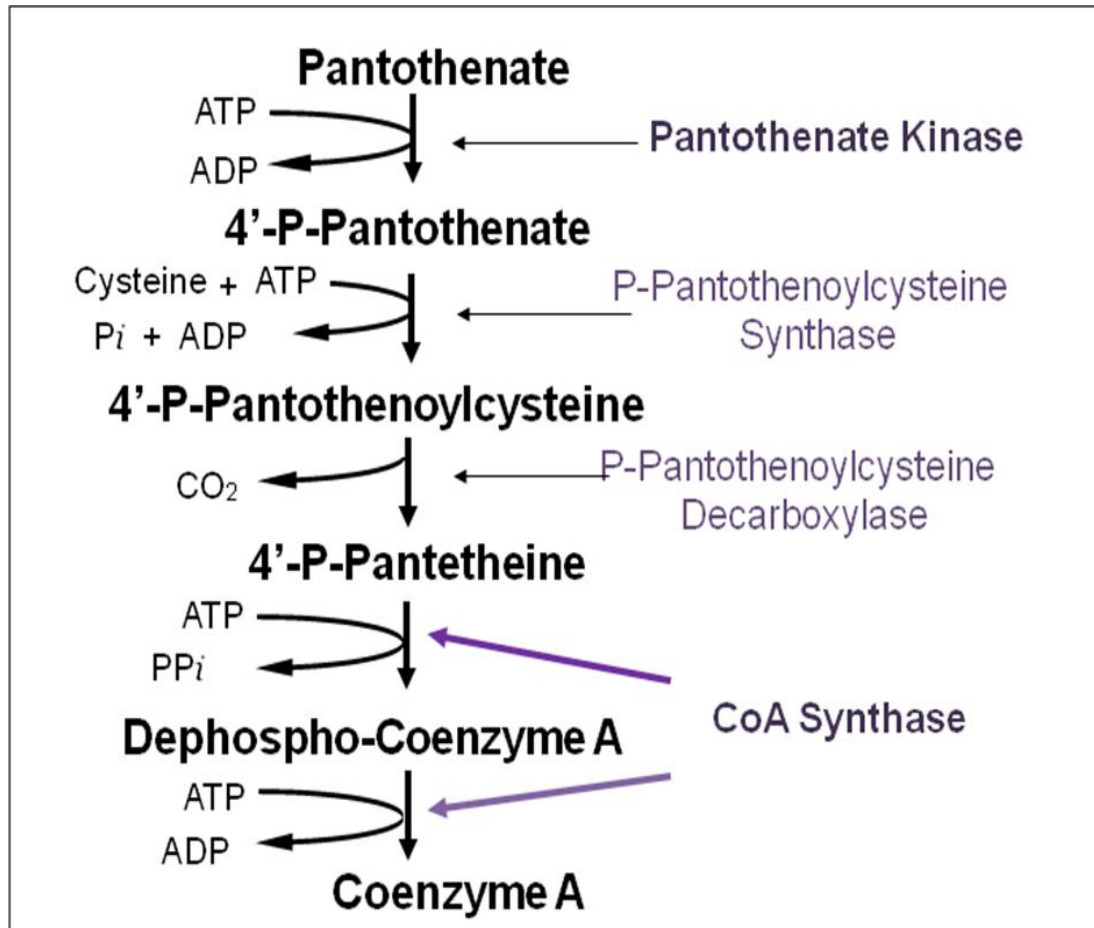 Pantothenate
ATP
ADP
Pantothenate Kinase
4’-P-Pantothenate
Cysteine + ATP
Pi + ADP
P-Pantothenoylcysteine
Synthase
4’-P-Pantothenoylcysteine
CO₂
P-Pantothenoylcysteine
Decarboxylase
4’-P-Pantetheine
ATP
PPi
CoA Synthase
Dephospho-Coenzyme A
ATP
ADP
Coenzyme A